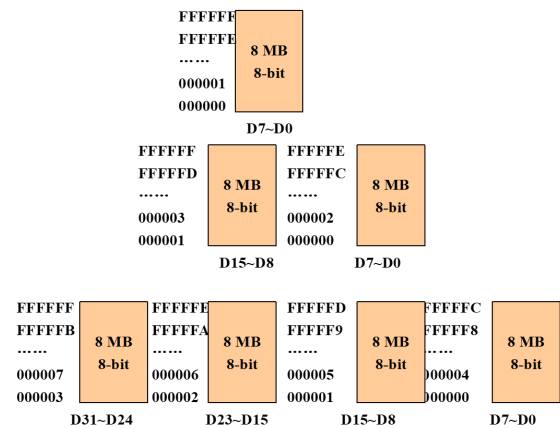 FFFFFF
FFFFFE
……
000001
000000
8 MB
8-bit
D7~D0
FFFFFF
FFFFFD
……
000003
000001
8 MB
8-bit
D15~D8
FFFFFE
FFFFFC
……
000002
000000
8 MB
8-bit
D7~D0
FFFFFF
FFFFFB
……
000007
000003
8 MB
8-bit
D31~D24
FFFFFE
FFFFFA
……
000006
000002
8 MB
8-bit
D23~D15
FFFFFD
FFFFF9
……
000005
000001
8 MB
8-bit
D15~D8
FFFFFC
FFFFF8
……
000004
000000
8 MB
8-bit
D7~D0